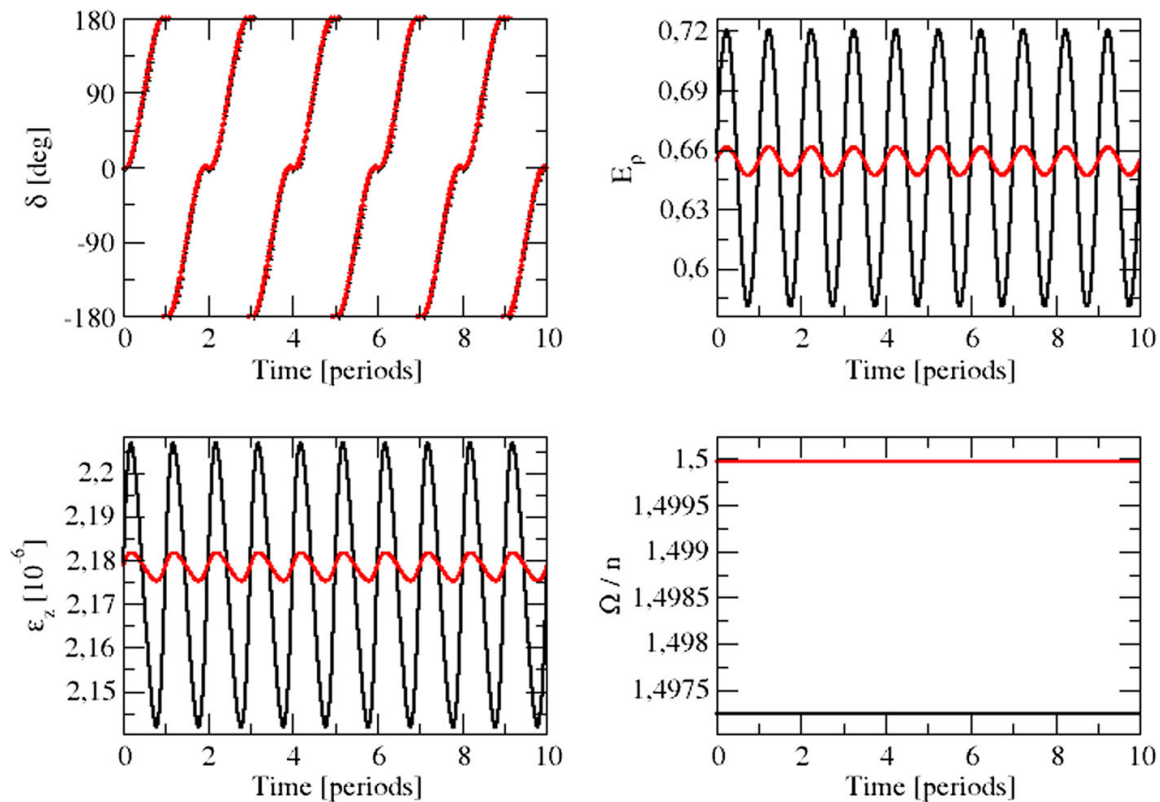 180
90
0
-90
-180
δ [deg]
0 2 4 6 8 10
Time [periods]
0,72
0,69
0,66
0,63
0,6
E_p
0 2 4 6 8 10
Time [periods]
2,2
2,19
2,18
2,17
2,16
2,15
ε_z [10^-6]
0 2 4 6 8 10
Time [periods]
1,5
1,4995
1,499
1,4985
1,498
1,4975
Ω / n
0 2 4 6 8 10
Time [periods]